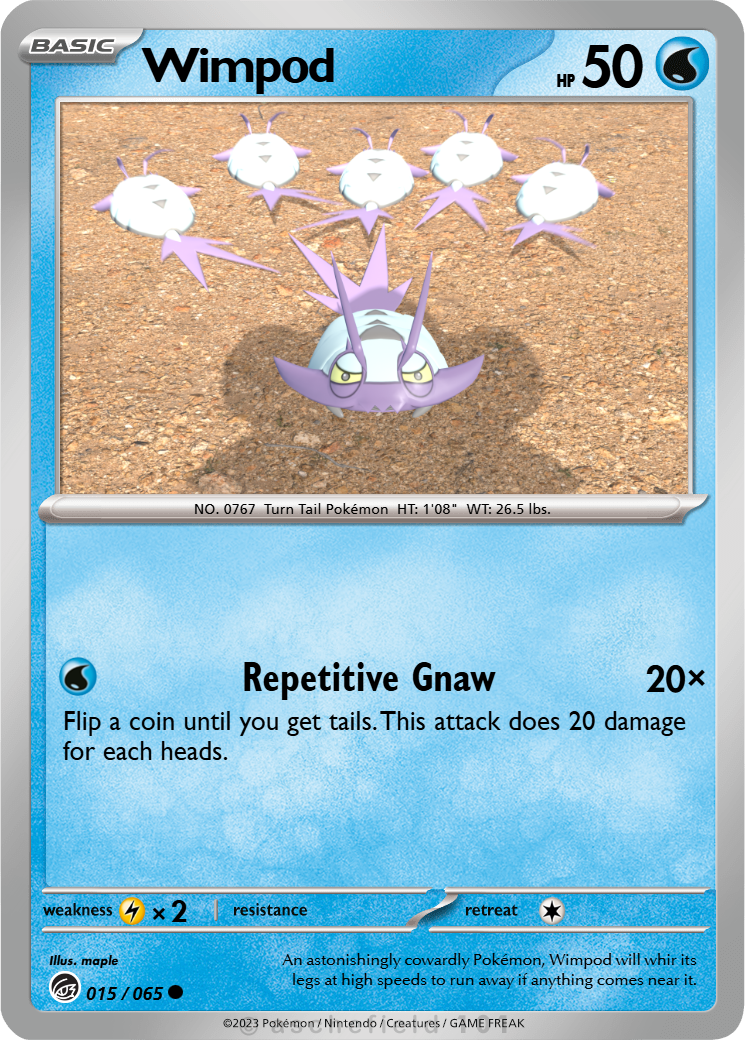 BASIC
Wimpod
HP 50
NO. 0767 Turn Tail Pokémon HT: 1'08" WT: 26.5 lbs.
Repetitive Gnaw 20×
Flip a coin until you get tails. This attack does 20 damage
for each heads.
weakness × 2 resistance retreat
Illus. maple
An astonishingly cowardly Pokémon, Wimpod will whir its
legs at high speeds to run away if anything comes near it.
015 / 065
©2023 Pokémon / Nintendo / Creatures / GAME FREAK